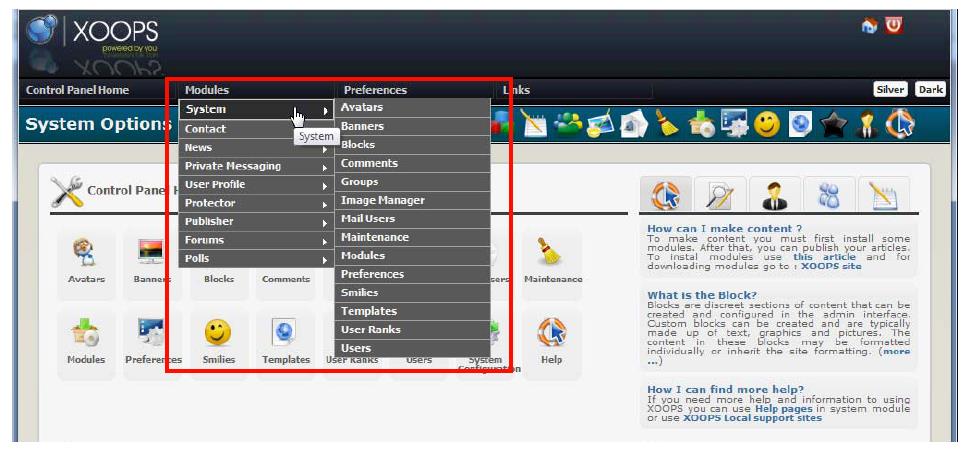 XOOPS
powered by you
Control Panel Home
Modules
Preferences
Links
Silver
Dark
System Options
System
Contact
News
Private Messaging
User Profile
Protector
Publisher
Forums
Polls
System
Avatars
Banners
Blocks
Comments
Groups
Image Manager
Mail Users
Maintenance
Modules
Preferences
Smilies
Templates
User Ranks
Users
Control Panel H
Avatars
Banners
Blocks
Comments
sers
Maintenance
Modules
Preferences
Smilies
Templates
User Ranks
Users
System
Configuration
Help
How can I make content ?
To make content you must first install some
modules. After that, you can publish your articles.
To instal modules use this article and for
downloading modules go to : XOOPS site
What is the Block?
Blocks are discreet sections of content that can be
created and configured in the admin interface.
Custom blocks can be created and are typically
made up of text, graphics and pictures. The
content in these blocks may be formatted
individually or inherit the site formatting. (more
...)
How I can find more help?
If you need more help and information to using
XOOPS you can use Help pages in system module
or use XOOPS Local support sites